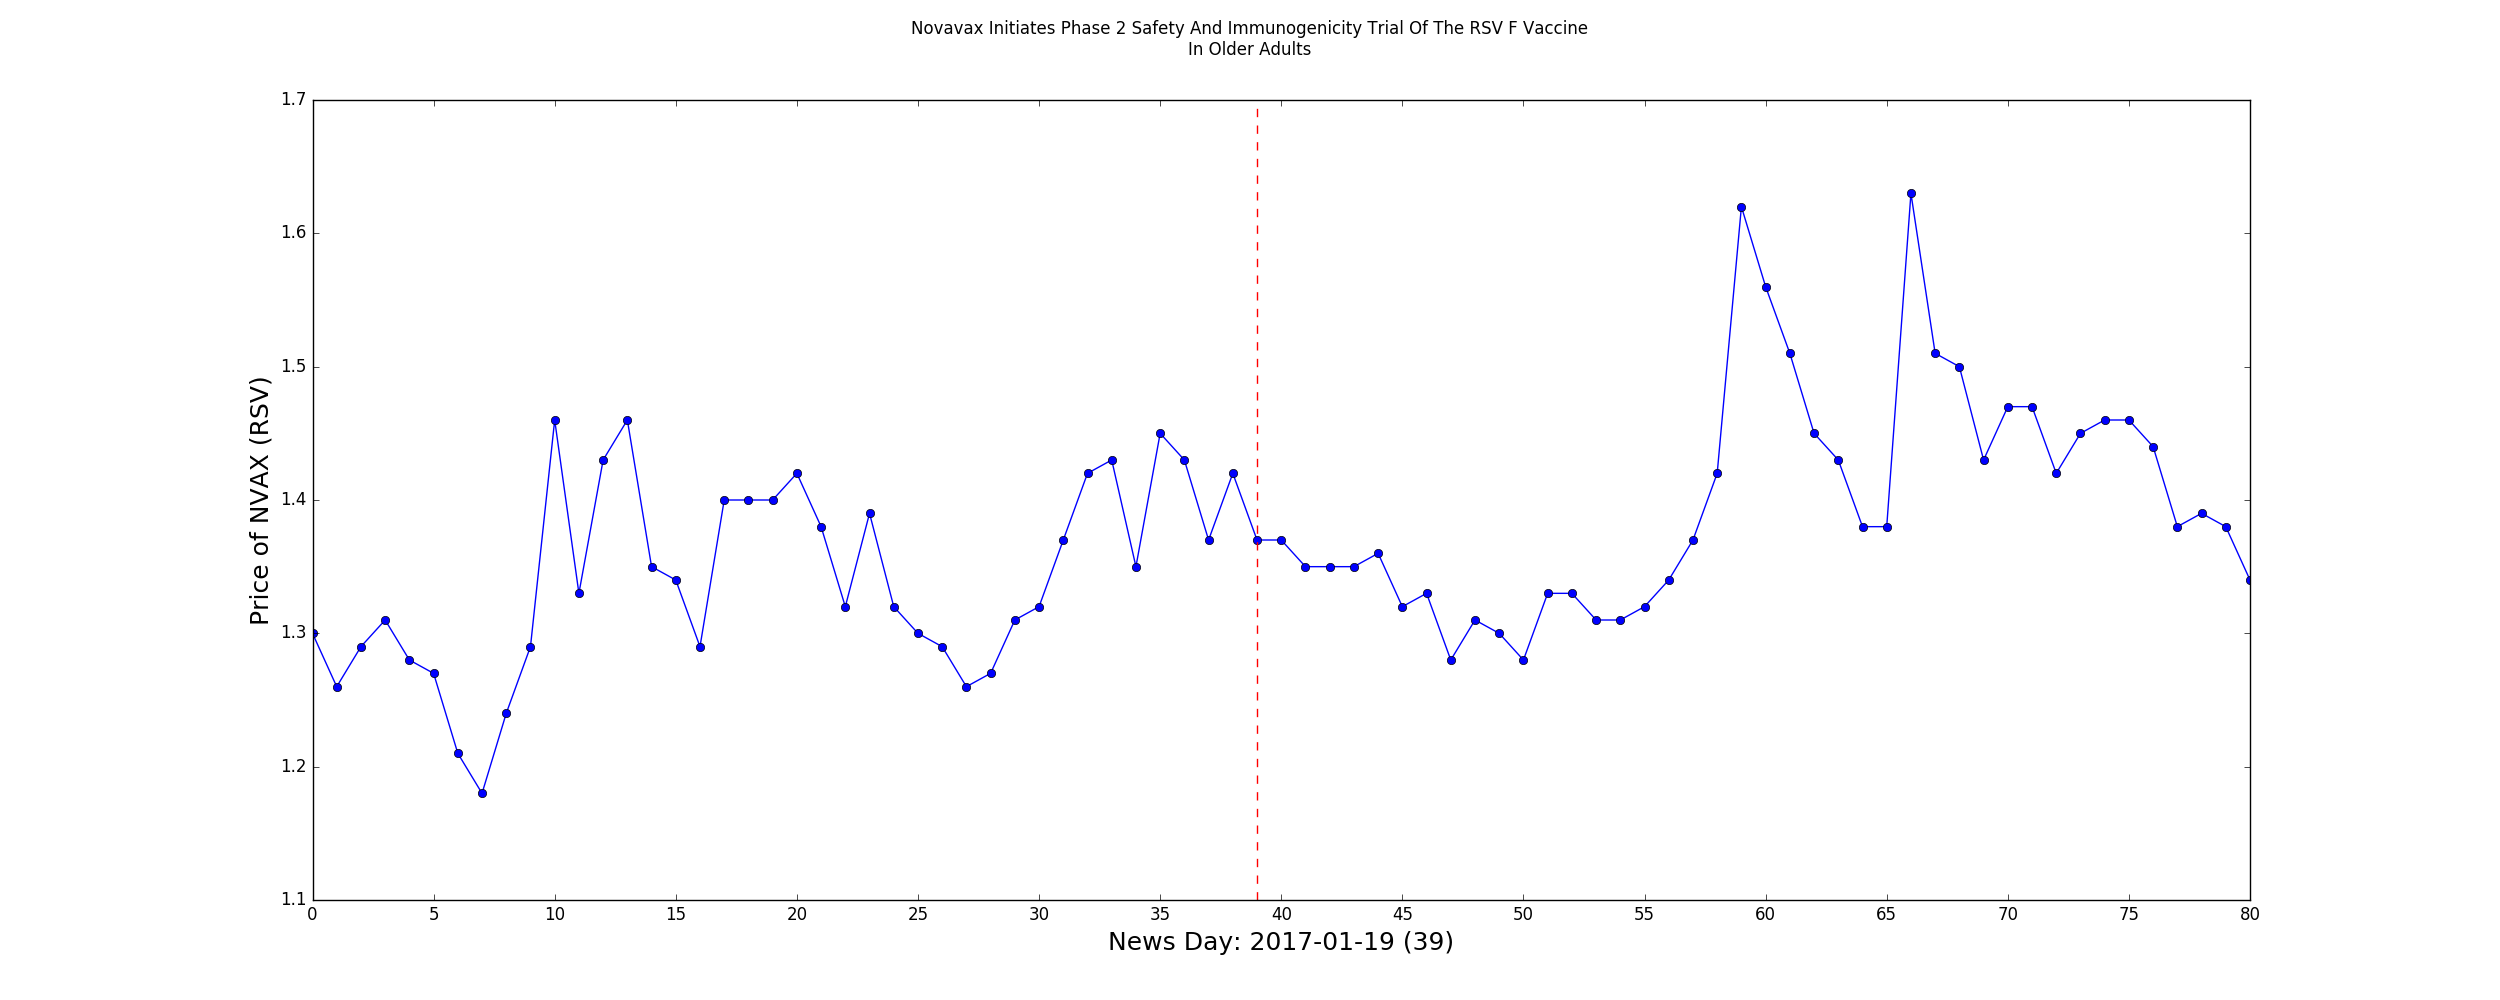 Novavax Initiates Phase 2 Safety And Immunogenicity Trial Of The RSV F Vaccine
In Older Adults
1.7
1.6
1.5
1.4
1.3
1.2
1.1
Price of NVAX (RSV)
0 5 10 15 20 25 30 35 40 45 50 55 60 65 70 75 80
News Day: 2017-01-19 (39)